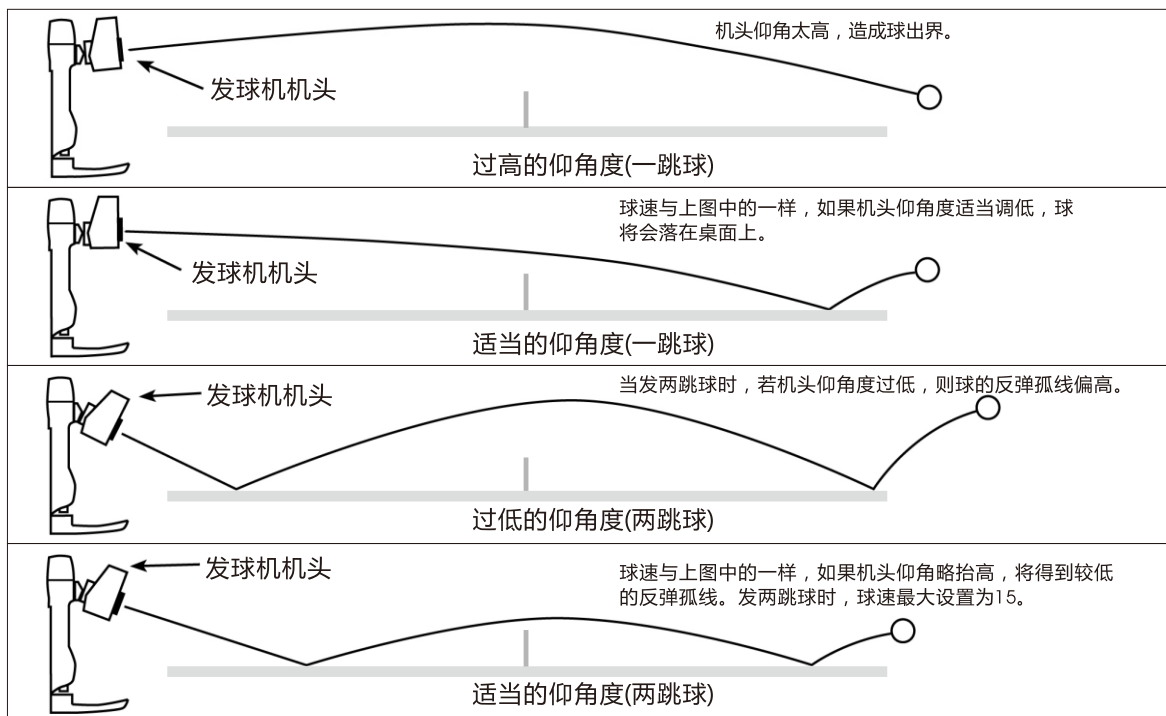 机头仰角太高，造成球出界。
发球机机头
过高的仰角度(一跳球)
球速与上图中的一样，如果机头仰角度适当调低，球
将会落在桌面上。
发球机机头
适当的仰角度(一跳球)
当发两跳球时，若机头仰角度过低，则球的反弹孤线偏高。
发球机机头
过低的仰角度(两跳球)
发球机机头
球速与上图中的一样，如果机头仰角略抬高，将得到较低
的反弹孤线。发两跳球时，球速最大设置为15。
适当的仰角度(两跳球)